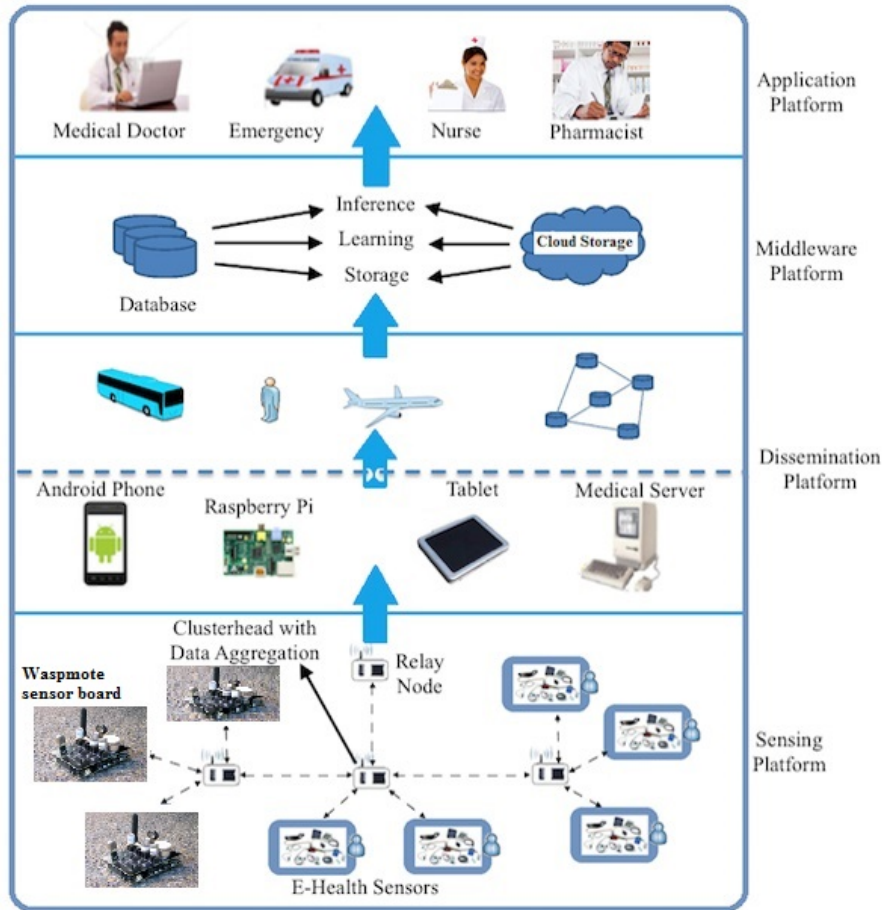 Medical Doctor
Emergency
Nurse
Pharmacist
Application
Platform
Inference
Learning
Storage
Database
Cloud Storage
Middleware
Platform
Dissemination
Platform
Android Phone
Raspberry Pi
Tablet
Medical Server
Clusterhead with
Data Aggregation
Relay
Node
Waspmote
sensor board
E-Health Sensors
Sensing
Platform